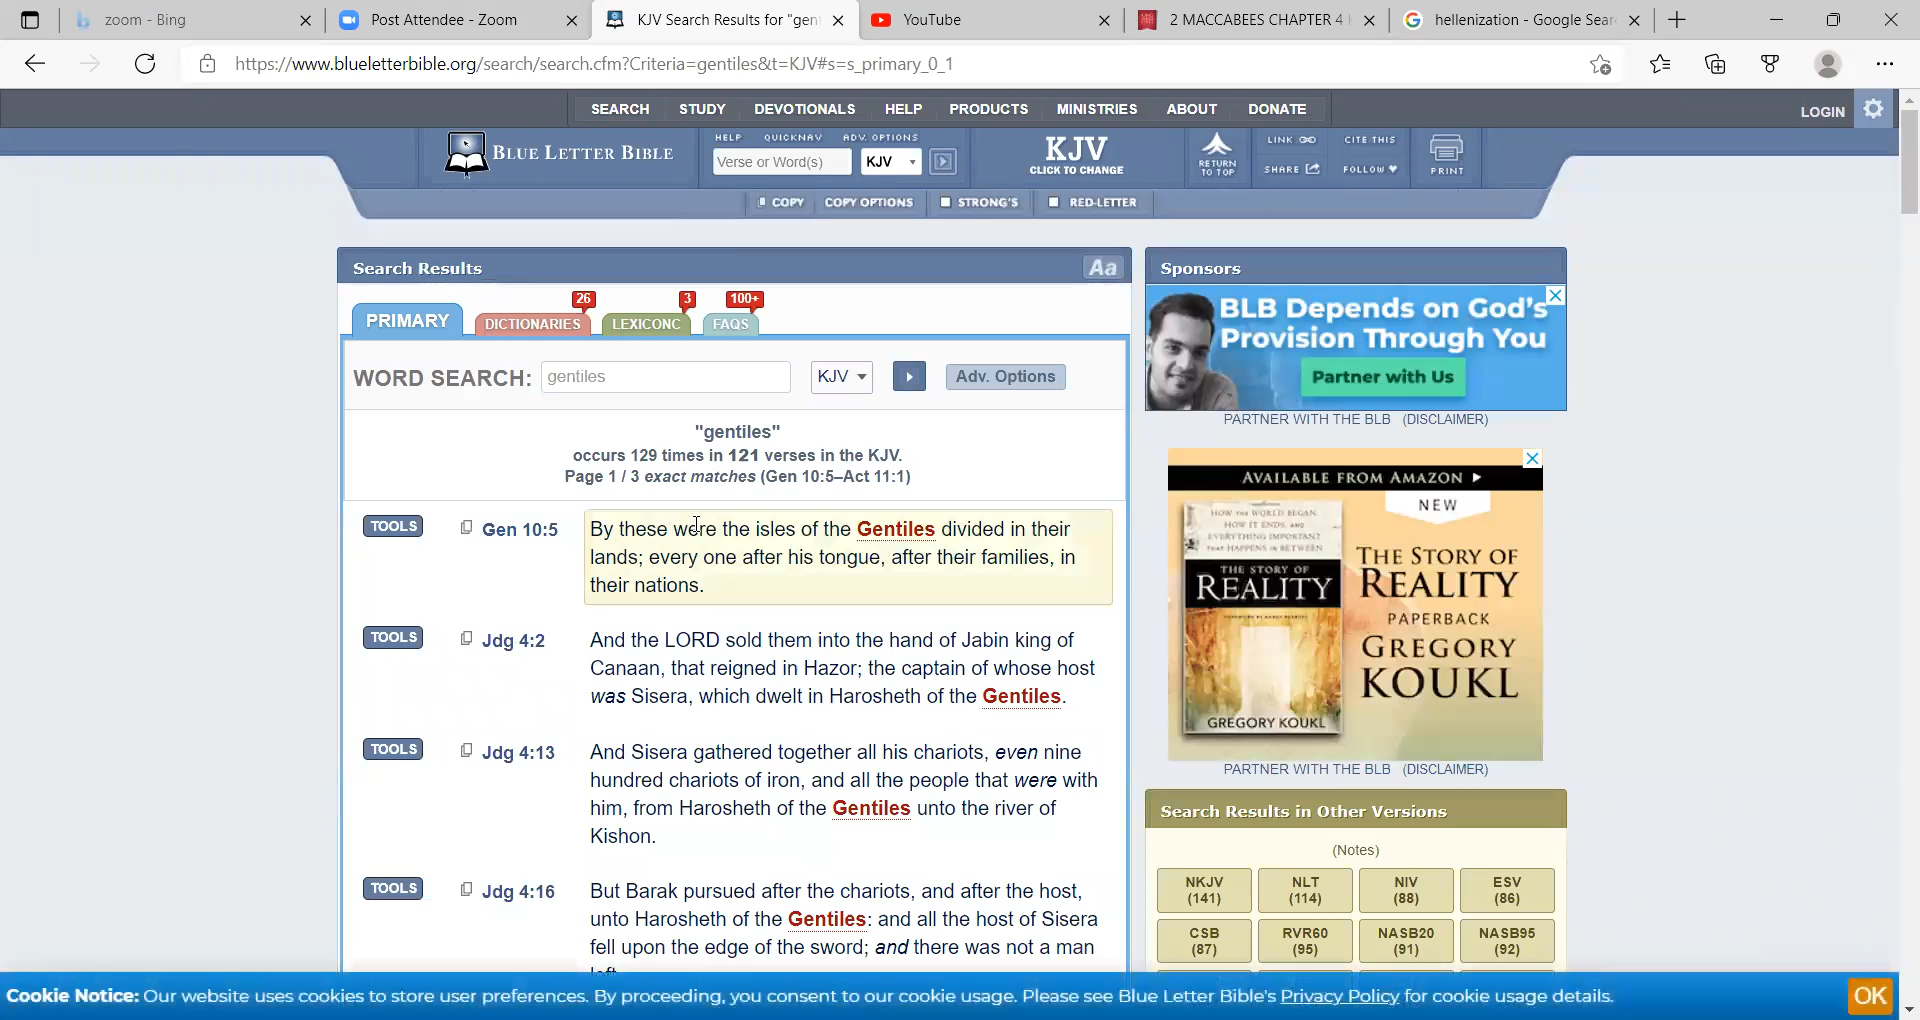 zoom - Bing
Post Attendee - Zoom
KJV Search Results for "gen
YouTube
2 MACCABEES CHAPTER 4
hellenization - Google Sear
https://www.blueletterbible.org/search/search.cfm?Criteria=gentiles&t=KJV#s=s_primary_0_1
SEARCH STUDY DEVOTIONALS HELP PRODUCTS MINISTRIES ABOUT DONATE
LOGIN
BLUE LETTER BIBLE
HELP QUICKNAV ADV. OPTIONS
Verse or Word(s) KJV
KJV
CLICK TO CHANGE
RETURN
TO TOP
LINK CITE THIS
SHARE FOLLOW
PRINT
COPY COPY OPTIONS STRONG'S RED-LETTER
Search Results Aa
PRIMARY
DICTIONARIES 26
LEXICONC 3
FAQS 100+
WORD SEARCH: gentiles KJV Adv. Options
"gentiles"
occurs 129 times in 121 verses in the KJV.
Page 1 / 3 exact matches (Gen 10:5–Act 11:1)
TOOLS Gen 10:5 By these were the isles of the Gentiles divided in their
lands; every one after his tongue, after their families, in
their nations.
TOOLS Jdg 4:2 And the LORD sold them into the hand of Jabin king of
Canaan, that reigned in Hazor; the captain of whose host
was Sisera, which dwelt in Harosheth of the Gentiles.
TOOLS Jdg 4:13 And Sisera gathered together all his chariots, even nine
hundred chariots of iron, and all the people that were with
him, from Harosheth of the Gentiles unto the river of
Kishon.
TOOLS Jdg 4:16 But Barak pursued after the chariots, and after the host,
unto Harosheth of the Gentiles: and all the host of Sisera
fell upon the edge of the sword; and there was not a man
Sponsors
BLB Depends on God's
Provision Through You
Partner with Us
PARTNER WITH THE BLB (DISCLAIMER)
AVAILABLE FROM AMAZON
NEW
HOW THE WORLD BEGAN,
HOW IT ENDS, AND
EVERYTHING IMPORTANT
THAT HAPPENS IN BETWEEN
THE STORY OF
REALITY
GREGORY KOUKL
THE STORY OF
REALITY
PAPERBACK
GREGORY
KOUKL
PARTNER WITH THE BLB (DISCLAIMER)
Search Results in Other Versions
(Notes)
NKJV NLT NIV ESV
(141) (114) (88) (86)
CSB RVR60 NASB20 NASB95
(87) (95) (91) (92)
Cookie Notice: Our website uses cookies to store user preferences. By proceeding, you consent to our cookie usage. Please see Blue Letter Bible's Privacy Policy for cookie usage details.
OK